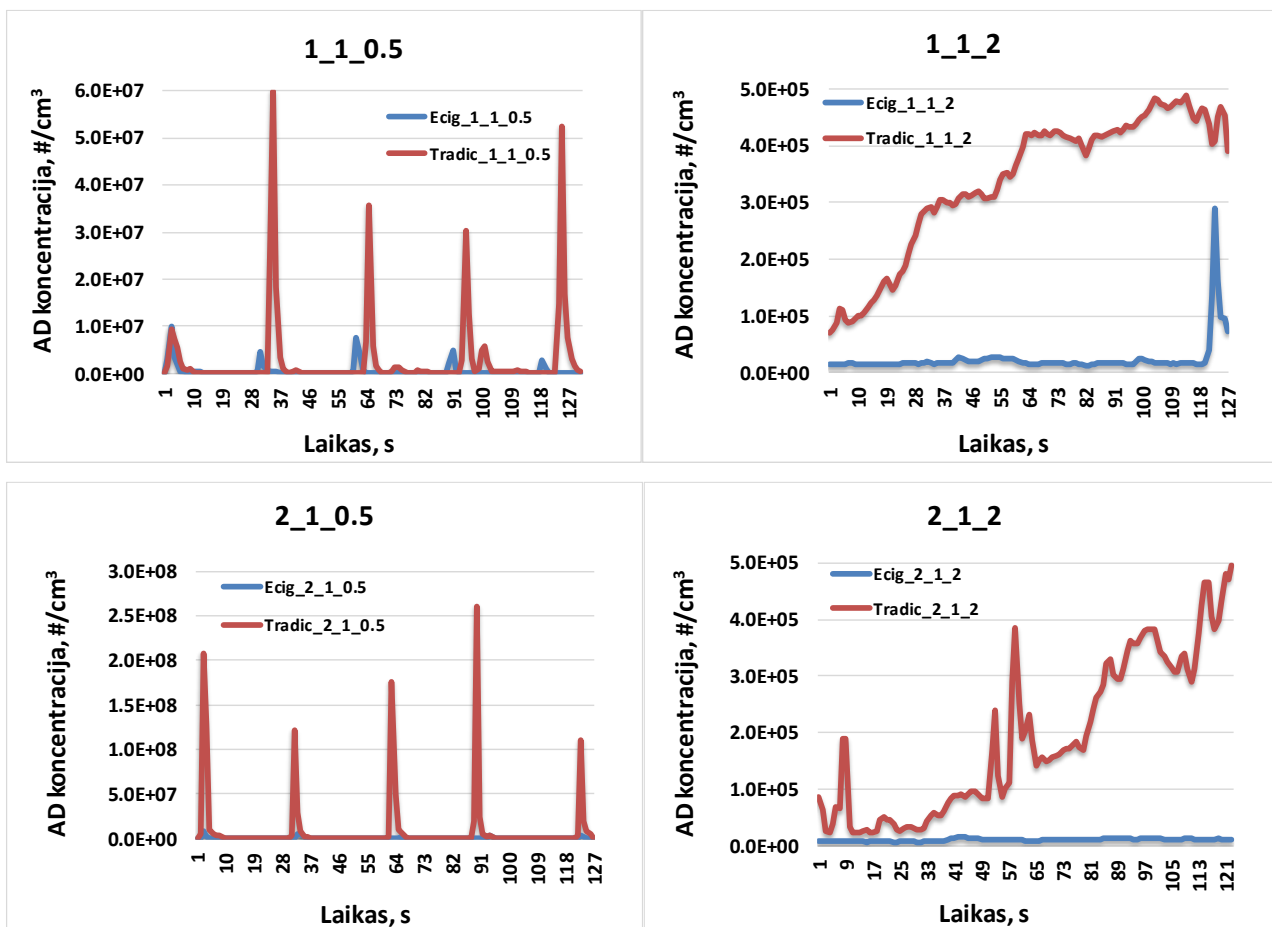 1_1_0.5
AD koncentracija, #/cm³
6.0E+07
5.0E+07
4.0E+07
3.0E+07
2.0E+07
1.0E+07
0.0E+00
Ecig_1_1_0.5
Tradic_1_1_0.5
1 10 19 28 37 46 55 64 73 82 91 100 109 118 127
Laikas, s
1_1_2
AD koncentracija, #/cm³
5.0E+05
4.0E+05
3.0E+05
2.0E+05
1.0E+05
0.0E+00
Ecig_1_1_2
Tradic_1_1_2
1 10 19 28 37 46 55 64 73 82 91 100 109 118 127
Laikas, s
2_1_0.5
AD koncentracija, #/cm³
3.0E+08
2.5E+08
2.0E+08
1.5E+08
1.0E+08
5.0E+07
0.0E+00
Ecig_2_1_0.5
Tradic_2_1_0.5
1 10 19 28 37 46 55 64 73 82 91 100 109 118 127
Laikas, s
2_1_2
AD koncentracija, #/cm³
5.0E+05
4.0E+05
3.0E+05
2.0E+05
1.0E+05
0.0E+00
Ecig_2_1_2
Tradic_2_1_2
1 9 17 25 33 41 49 57 65 73 81 89 97 105 113 121
Laikas, s